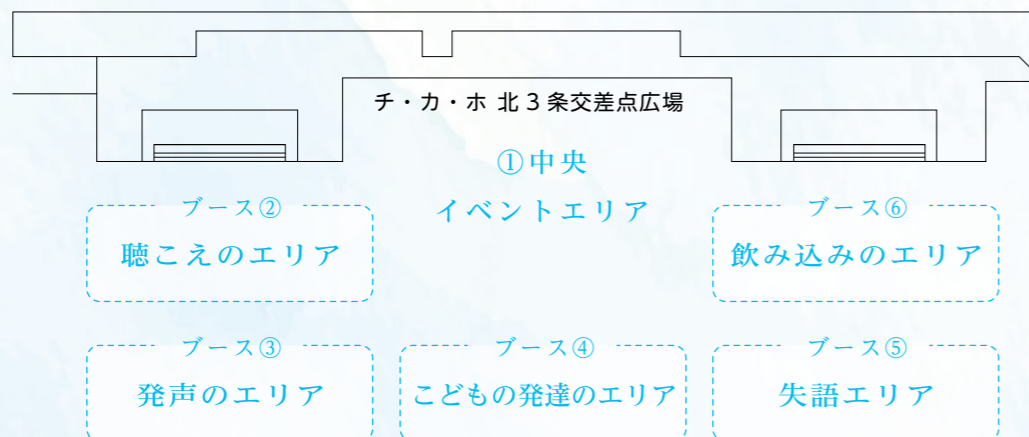 チ・カ・ホ 北3条交差点広場
①中央
イベントエリア
ブース②
聴こえのエリア
ブース⑥
飲み込みのエリア
ブース③
発声のエリア
ブース④
こどもの発達のエリア
ブース⑤
失語エリア